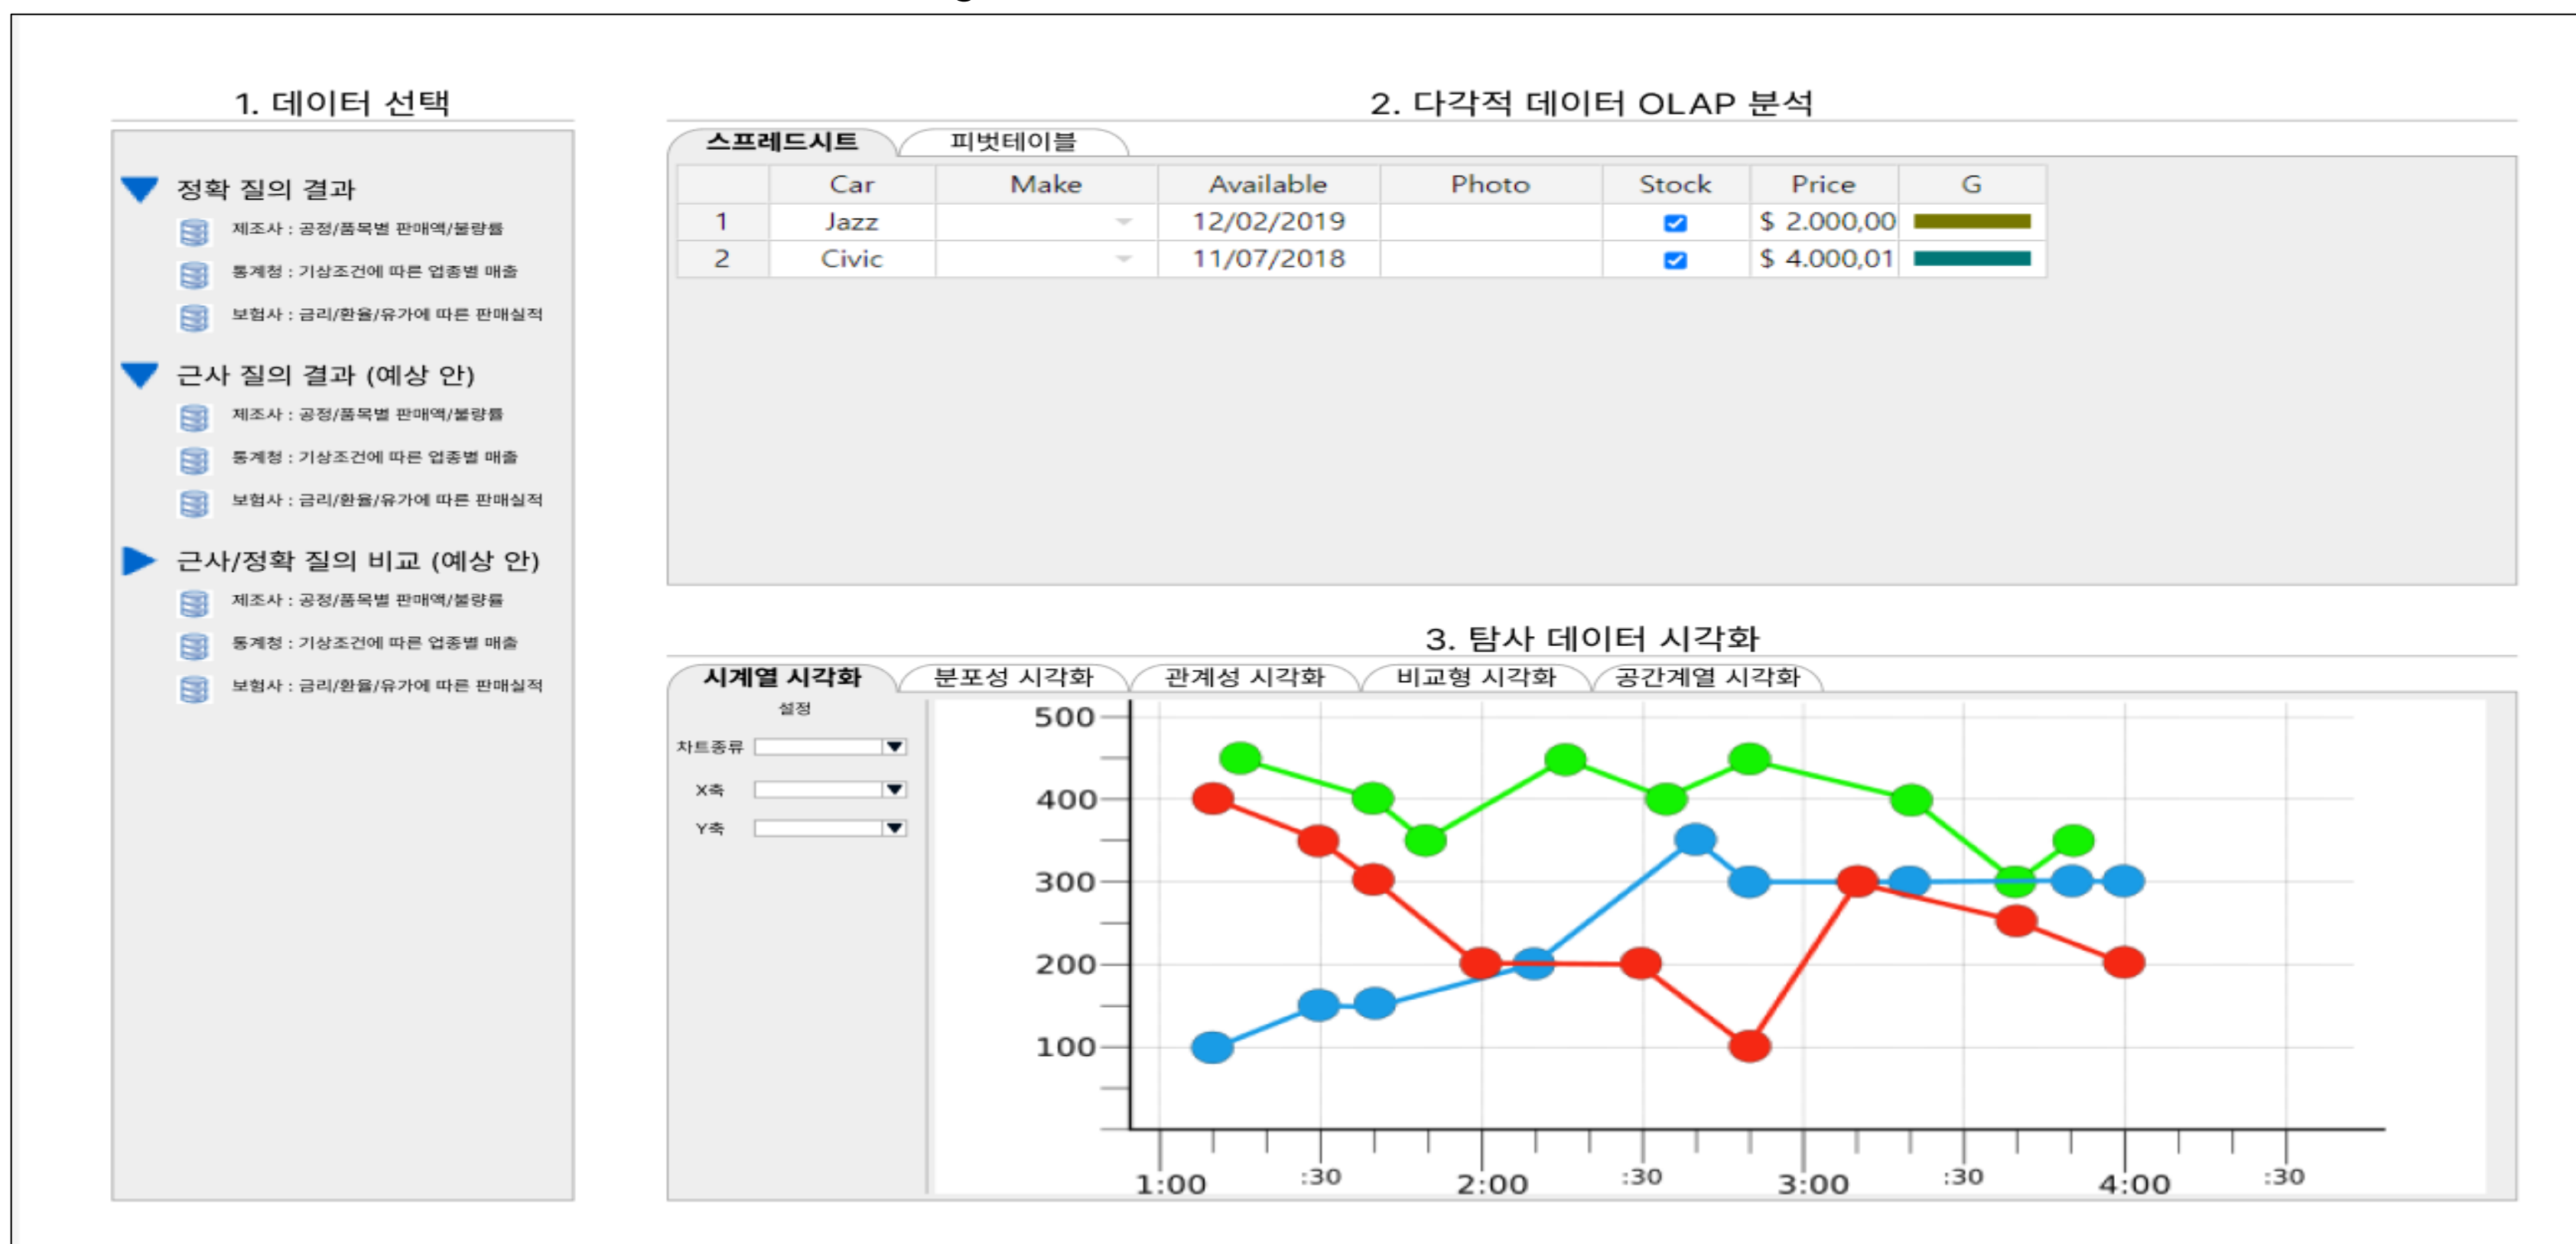 1. 데이터 선택
정확 질의 결과
제조사 : 공정/품목별 판매액/불량률
통계청 : 기상조건에 따른 업종별 매출
보험사 : 금리/환율/유가에 따른 판매실적
근사 질의 결과 (예상 안)
제조사 : 공정/품목별 판매액/불량률
통계청 : 기상조건에 따른 업종별 매출
보험사 : 금리/환율/유가에 따른 판매실적
근사/정확 질의 비교 (예상 안)
제조사 : 공정/품목별 판매액/불량률
통계청 : 기상조건에 따른 업종별 매출
보험사 : 금리/환율/유가에 따른 판매실적
2. 다각적 데이터 OLAP 분석
스프레드시트 피벗테이블
Car Make Available Photo Stock Price G
1 Jazz 12/02/2019 $ 2.000,00
2 Civic 11/07/2018 $ 4.000,01
3. 탐사 데이터 시각화
시계열 시각화 분포성 시각화 관계성 시각화 비교형 시각화 공간계열 시각화
설정
차트종류
X축
Y축
500
400
300
200
100
1:00 :30 2:00 :30 3:00 :30 4:00 :30